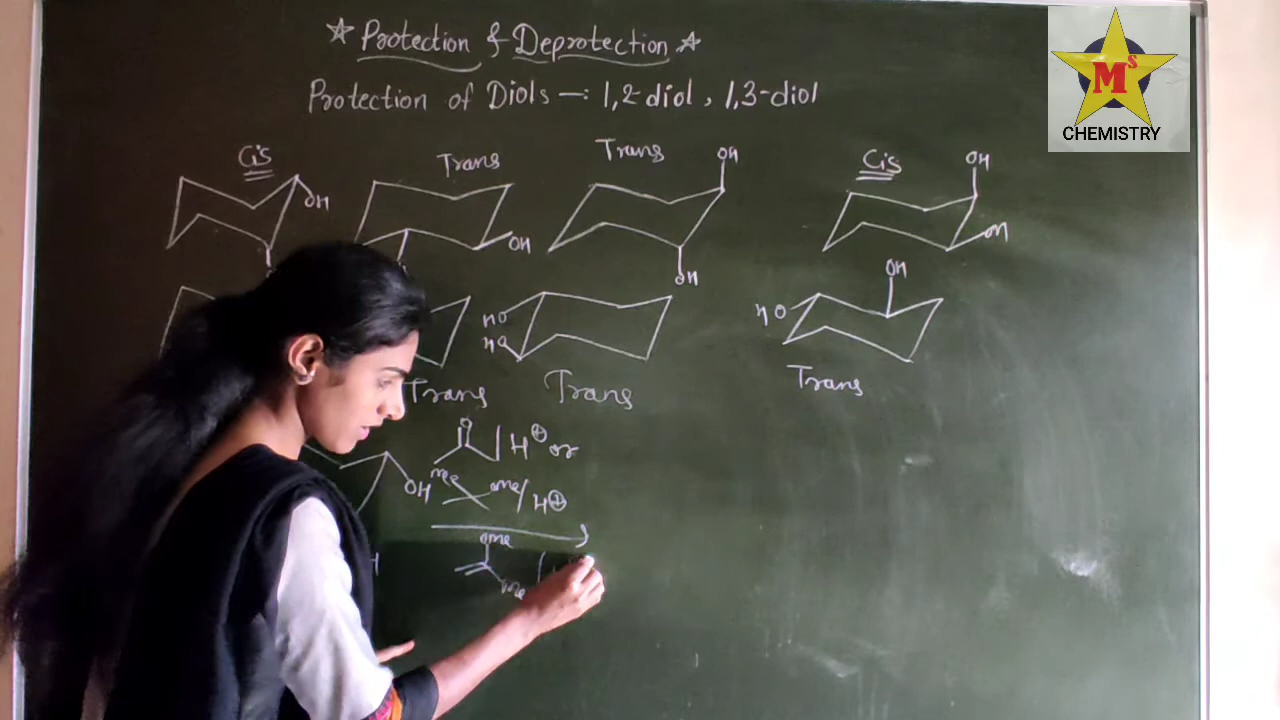 ☆ Protection & Deprotection ☆
Protection of Diols —: 1,2-diol, 1,3-diol
MS
CHEMISTRY
Cis
OH
Trans
OH
Trans
OH
OH
Cis
OH
OH
Trans
HO
HO
Trans
HO
OH
Trans
OH
O
/ H⊕ or
Me
OMe / H⊕
OMe
Me
H